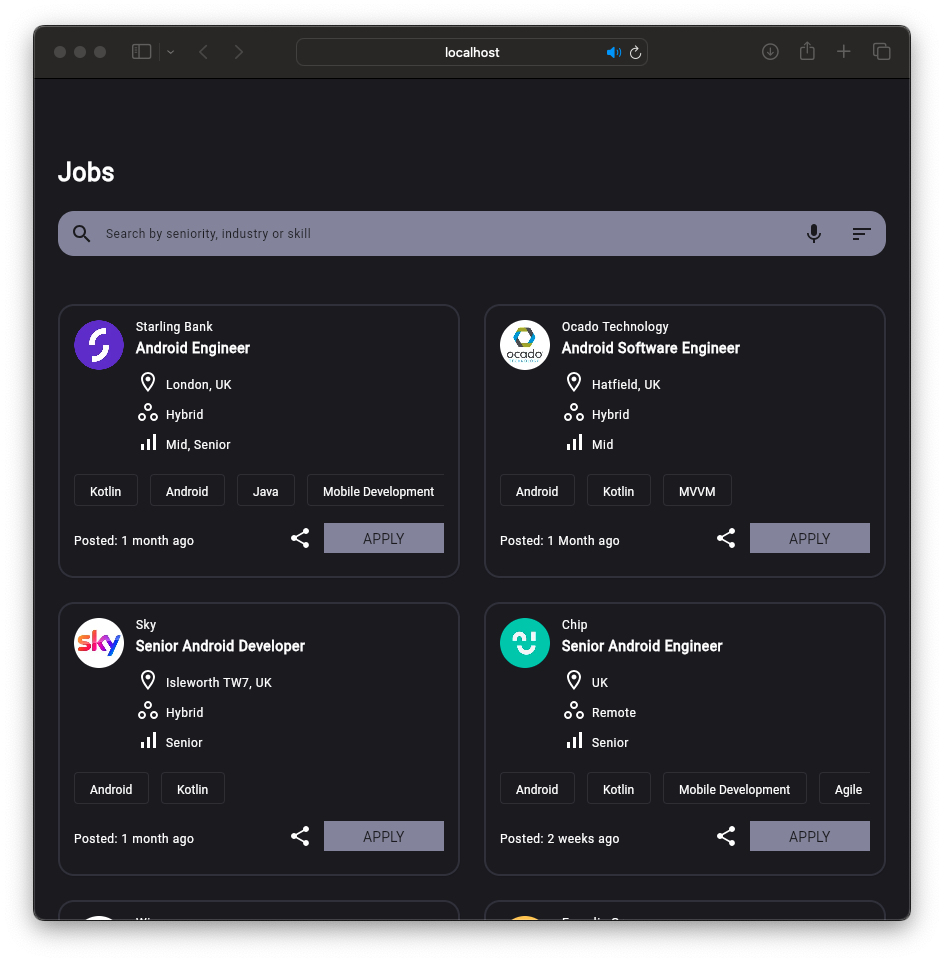 localhost
Jobs
Search by seniority, industry or skill
Starling Bank
Android Engineer
London, UK
Hybrid
Mid, Senior
Kotlin Android Java Mobile Development
Posted: 1 month ago APPLY
ocado
Ocado Technology
Android Software Engineer
Hatfield, UK
Hybrid
Mid
Android Kotlin MVVM
Posted: 1 Month ago APPLY
sky
Sky
Senior Android Developer
Isleworth TW7, UK
Hybrid
Senior
Android Kotlin
Posted: 1 month ago APPLY
Chip
Senior Android Engineer
UK
Remote
Senior
Android Kotlin Mobile Development Agile
Posted: 2 weeks ago APPLY